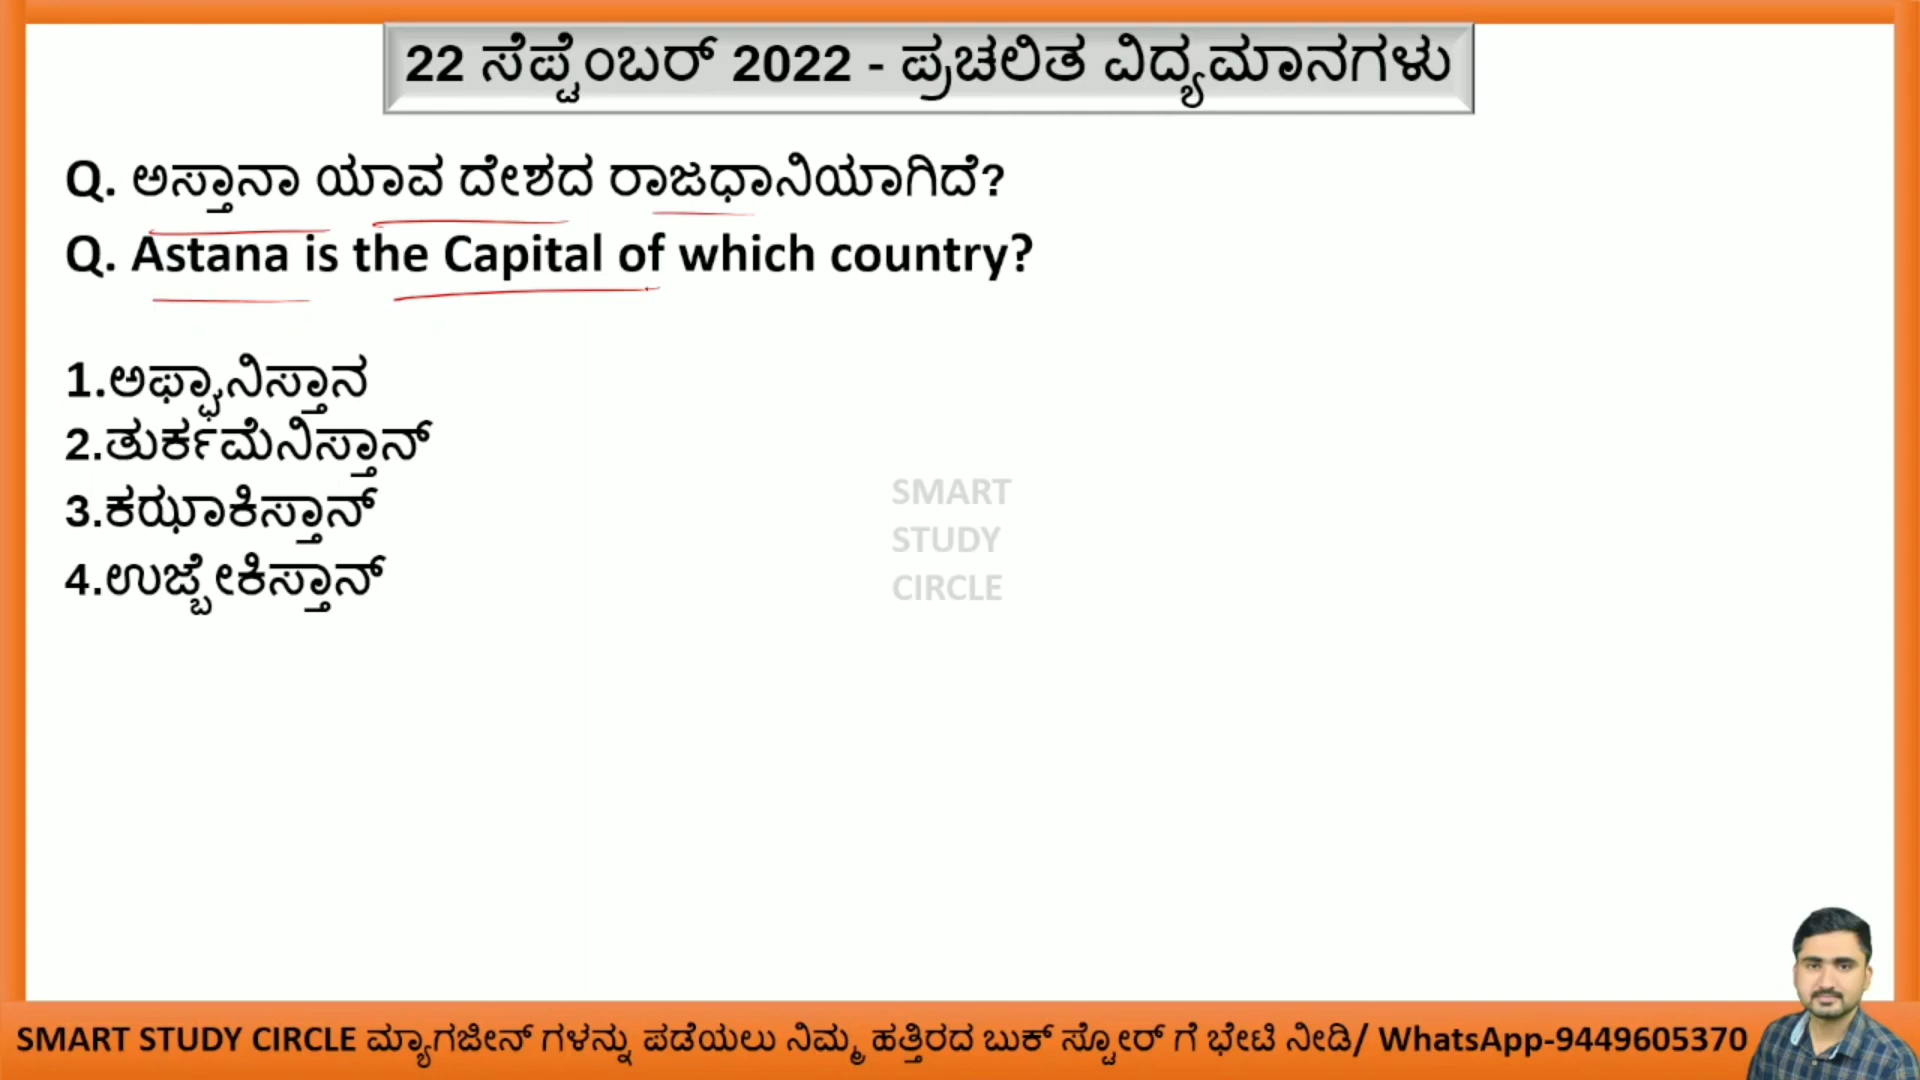 22 ಸೆಪ್ಟೆಂಬರ್ 2022 - ಪ್ರಚಲಿತ ವಿದ್ಯಮಾನಗಳು
Q. ಅಸ್ತಾನಾ ಯಾವ ದೇಶದ ರಾಜಧಾನಿಯಾಗಿದೆ?
Q. Astana is the Capital of which country?
1.ಅಫ್ಘಾನಿಸ್ತಾನ
2.ತುರ್ಕಮೆನಿಸ್ತಾನ್
3.ಕಝಾಕಿಸ್ತಾನ್
4.ಉಜ್ಬೇಕಿಸ್ತಾನ್
SMART
STUDY
CIRCLE
SMART STUDY CIRCLE ಮ್ಯಾಗಜೀನ್ ಗಳನ್ನು ಪಡೆಯಲು ನಿಮ್ಮ ಹತ್ತಿರದ ಬುಕ್ ಸ್ಟೋರ್ ಗೆ ಭೇಟಿ ನೀಡಿ/ WhatsApp-9449605370